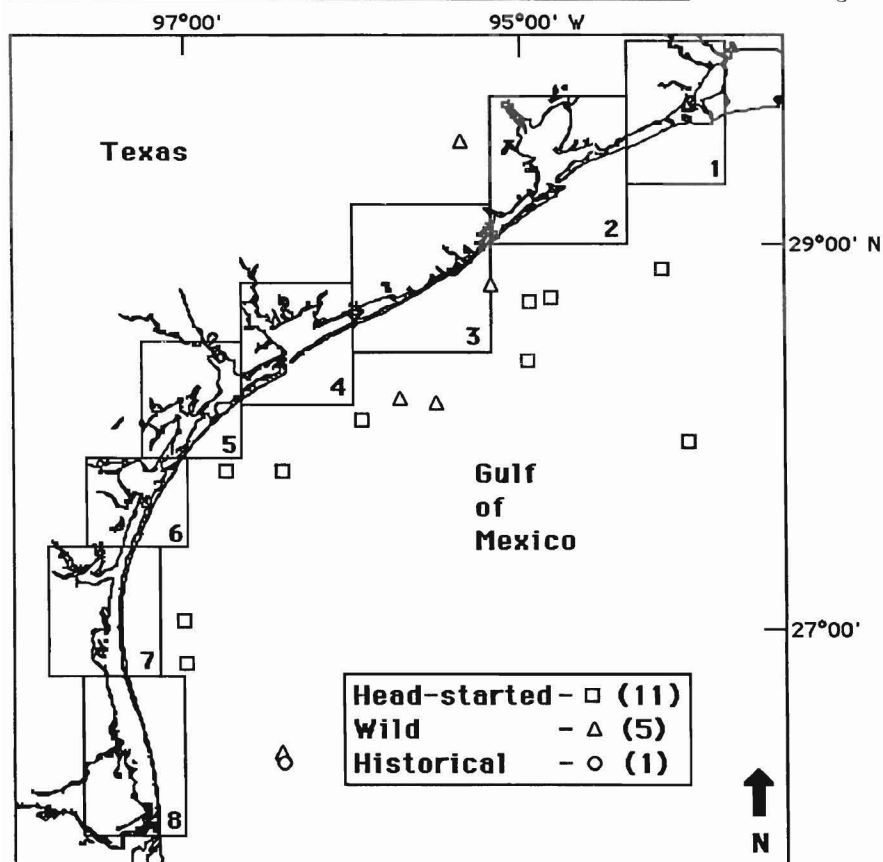 97°00'
95°00' W
Texas
1
2
29°00' N
3
4
5
Gulf
of
Mexico
6
27°00'
7
Head-started - □ (11)
Wild - △ (5)
Historical - ○ (1)
8
N